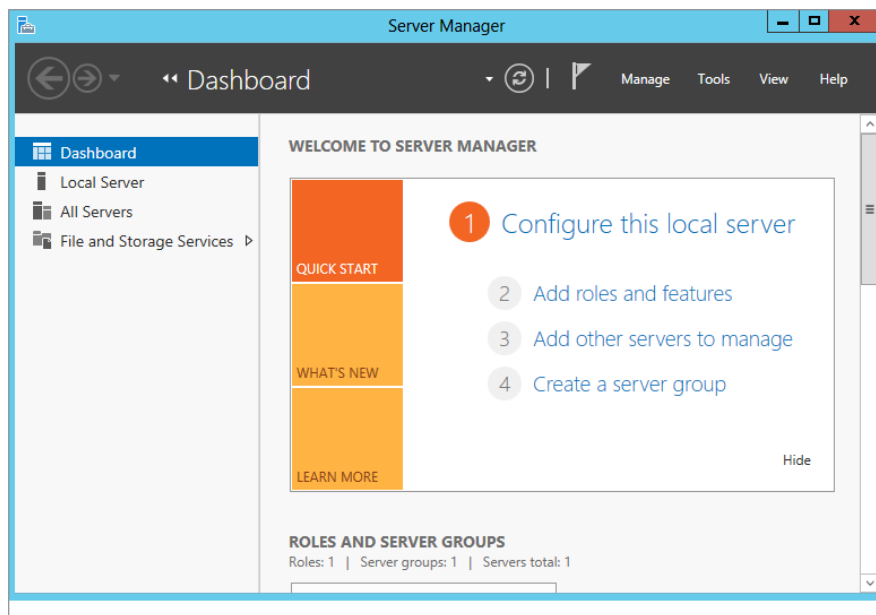 Server Manager
Dashboard
Manage Tools View Help
Dashboard
Local Server
All Servers
File and Storage Services
WELCOME TO SERVER MANAGER
QUICK START
WHAT'S NEW
LEARN MORE
1 Configure this local server
2 Add roles and features
3 Add other servers to manage
4 Create a server group
Hide
ROLES AND SERVER GROUPS
Roles: 1 | Server groups: 1 | Servers total: 1